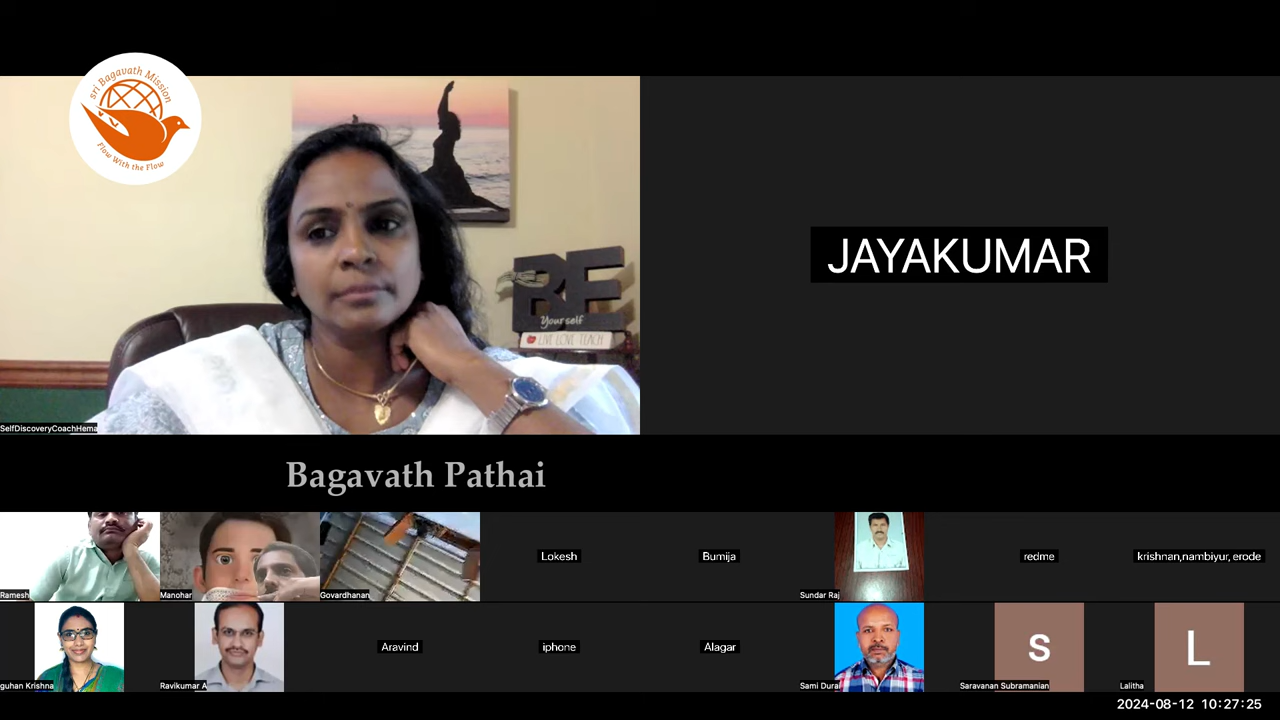 sri Bagavath Mission
Flow With the Flow
BE
Yourself
LIVE LOVE TEACH
SelfDiscoveryCoachHema
JAYAKUMAR
Bagavath Pathai
Ramesh
Manohar
Govardhanan
Lokesh
Bumija
Sundar Raj
redme
krishnan,nambiyur, erode
guhan Krishna
Ravikumar A
Aravind
iphone
Alagar
Sami Durai
S
Saravanan Subramanian
L
Lalitha
2024-08-12 10:27:25